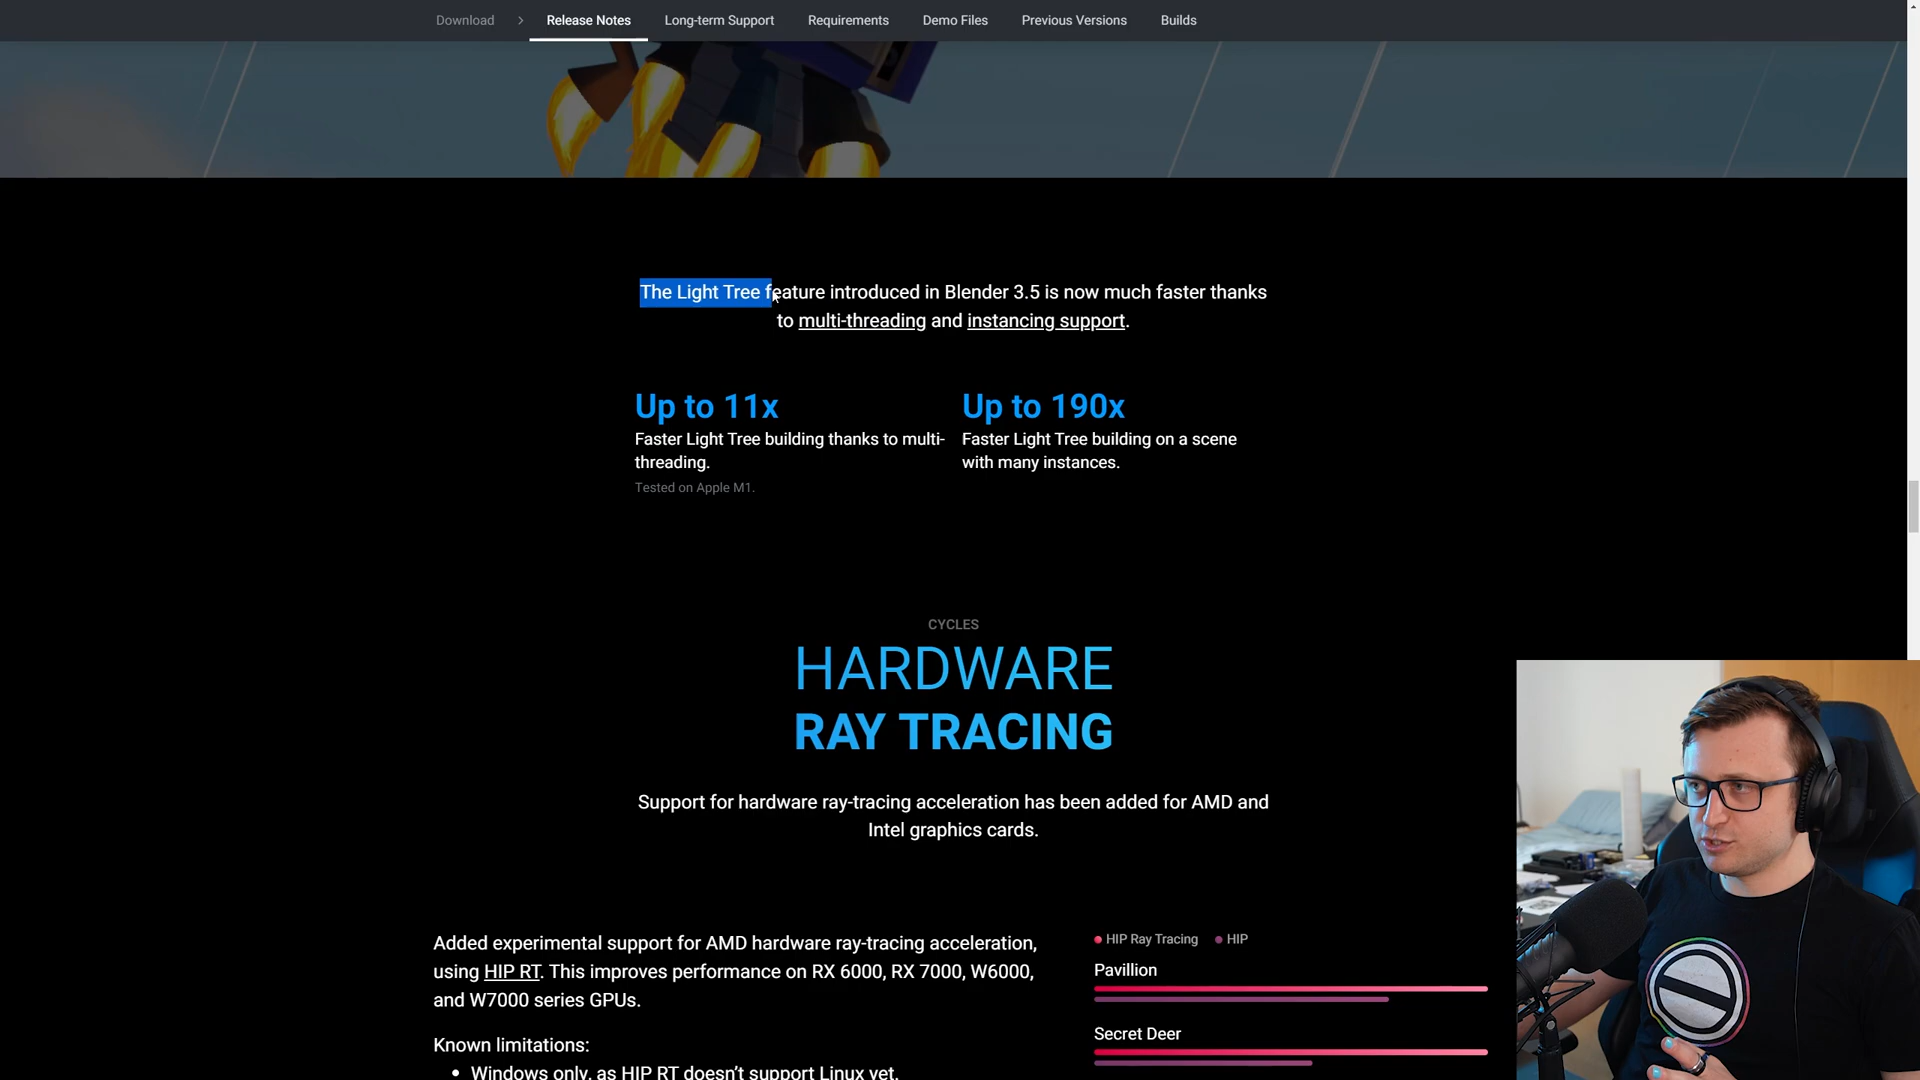 Download > Release Notes Long-term Support Requirements Demo Files Previous Versions Builds
The Light Tree feature introduced in Blender 3.5 is now much faster thanks
to multi-threading and instancing support.
Up to 11x
Faster Light Tree building thanks to multi-
threading.
Tested on Apple M1.
Up to 190x
Faster Light Tree building on a scene
with many instances.
CYCLES
HARDWARE
RAY TRACING
Support for hardware ray-tracing acceleration has been added for AMD and
Intel graphics cards.
Added experimental support for AMD hardware ray-tracing acceleration,
using HIP RT. This improves performance on RX 6000, RX 7000, W6000,
and W7000 series GPUs.
Known limitations:
• Windows only, as HIP RT doesn't support Linux yet.
HIP Ray Tracing HIP
Pavillion
Secret Deer